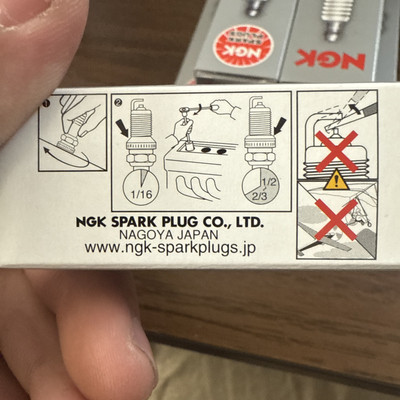 NGK
NGK
1
2
1/16
1/2
2/3
NGK SPARK PLUG CO., LTD.
NAGOYA JAPAN
www.ngk-sparkplugs.jp